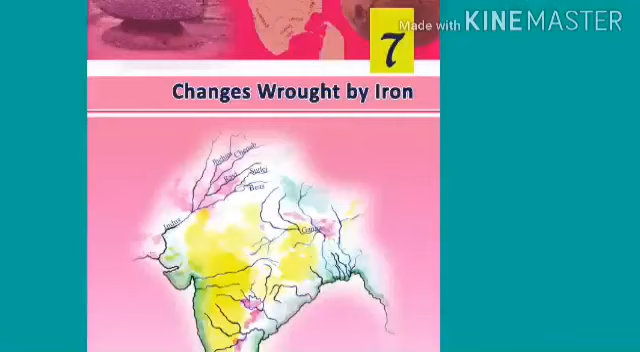 Made with KINEMASTER
7
Changes Wrought by Iron
Jhelum
Chenab
Ravi
Sutlej
Beas
Indus
Ganga